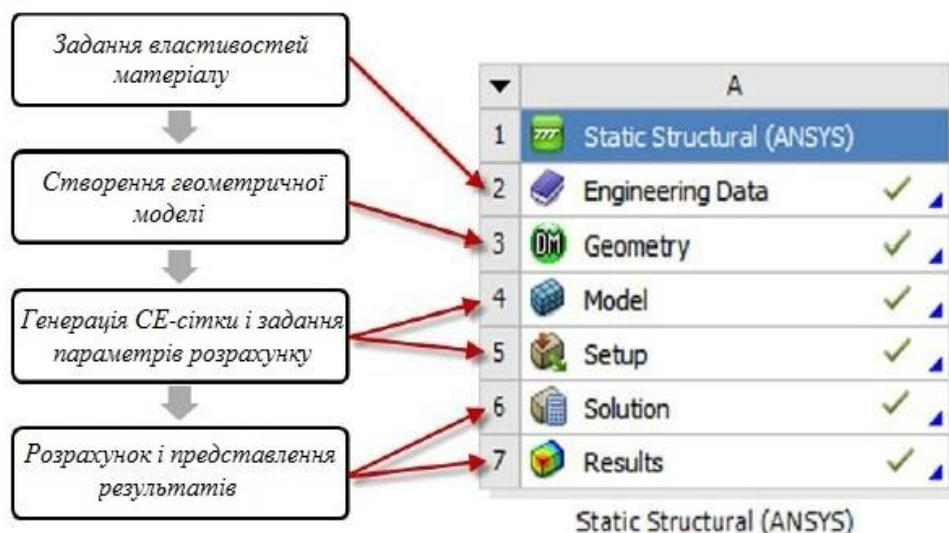 Задання властивостей
матеріалу
Створення геометричної
моделі
Генерація СЕ-сітки і задання
параметрів розрахунку
Розрахунок і представлення
результатів
A
1 Static Structural (ANSYS)
2 Engineering Data
3 DM Geometry
4 Model
5 Setup
6 Solution
7 Results
Static Structural (ANSYS)